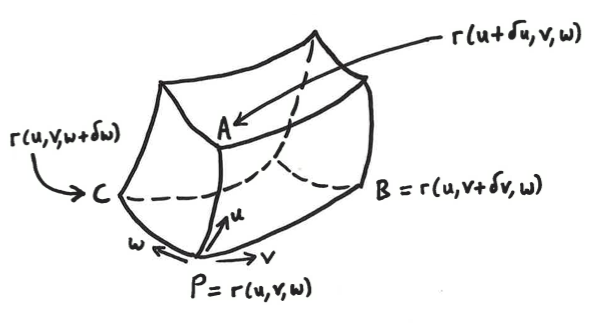 r(u+δu,v,w)
A
r(u,v,w+δw)
C
B = r(u,v+δv,w)
u
w
v
P = r(u,v,w)